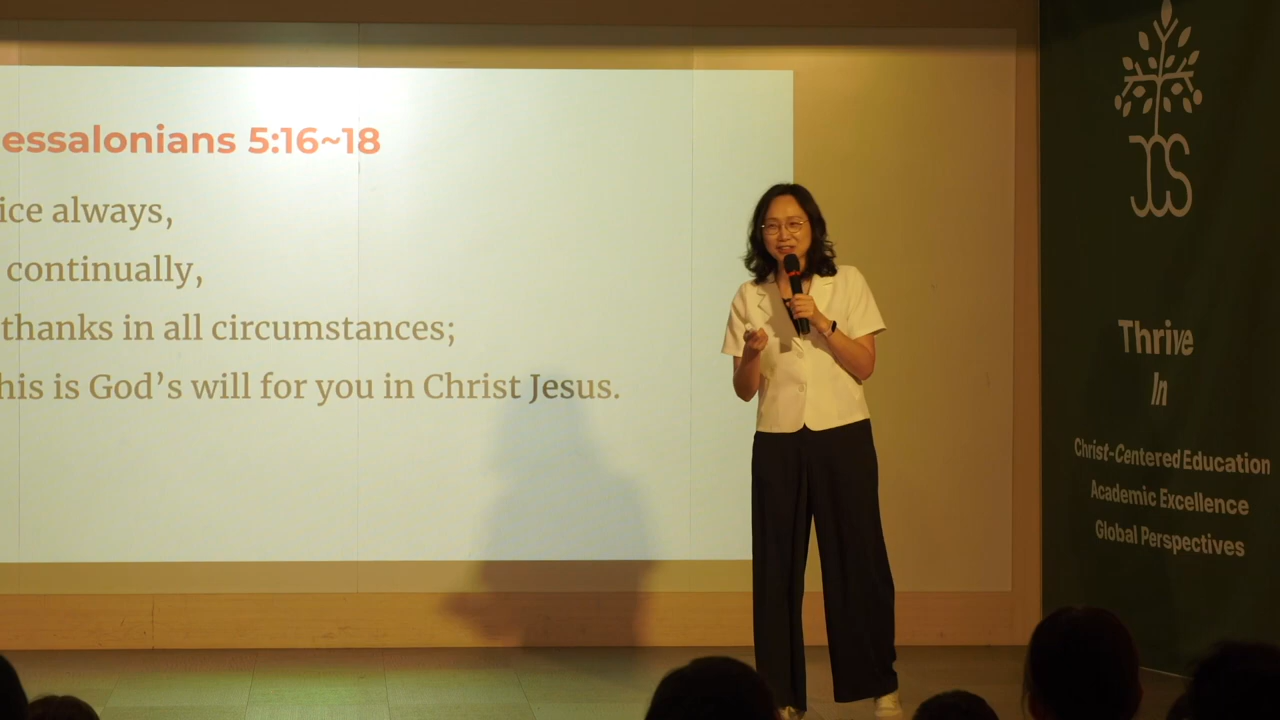 essalonians 5:16~18
ice always,
continually,
thanks in all circumstances;
his is God's will for you in Christ Jesus.
JCS
Thrive
In
Christ-Centered Education
Academic Excellence
Global Perspectives